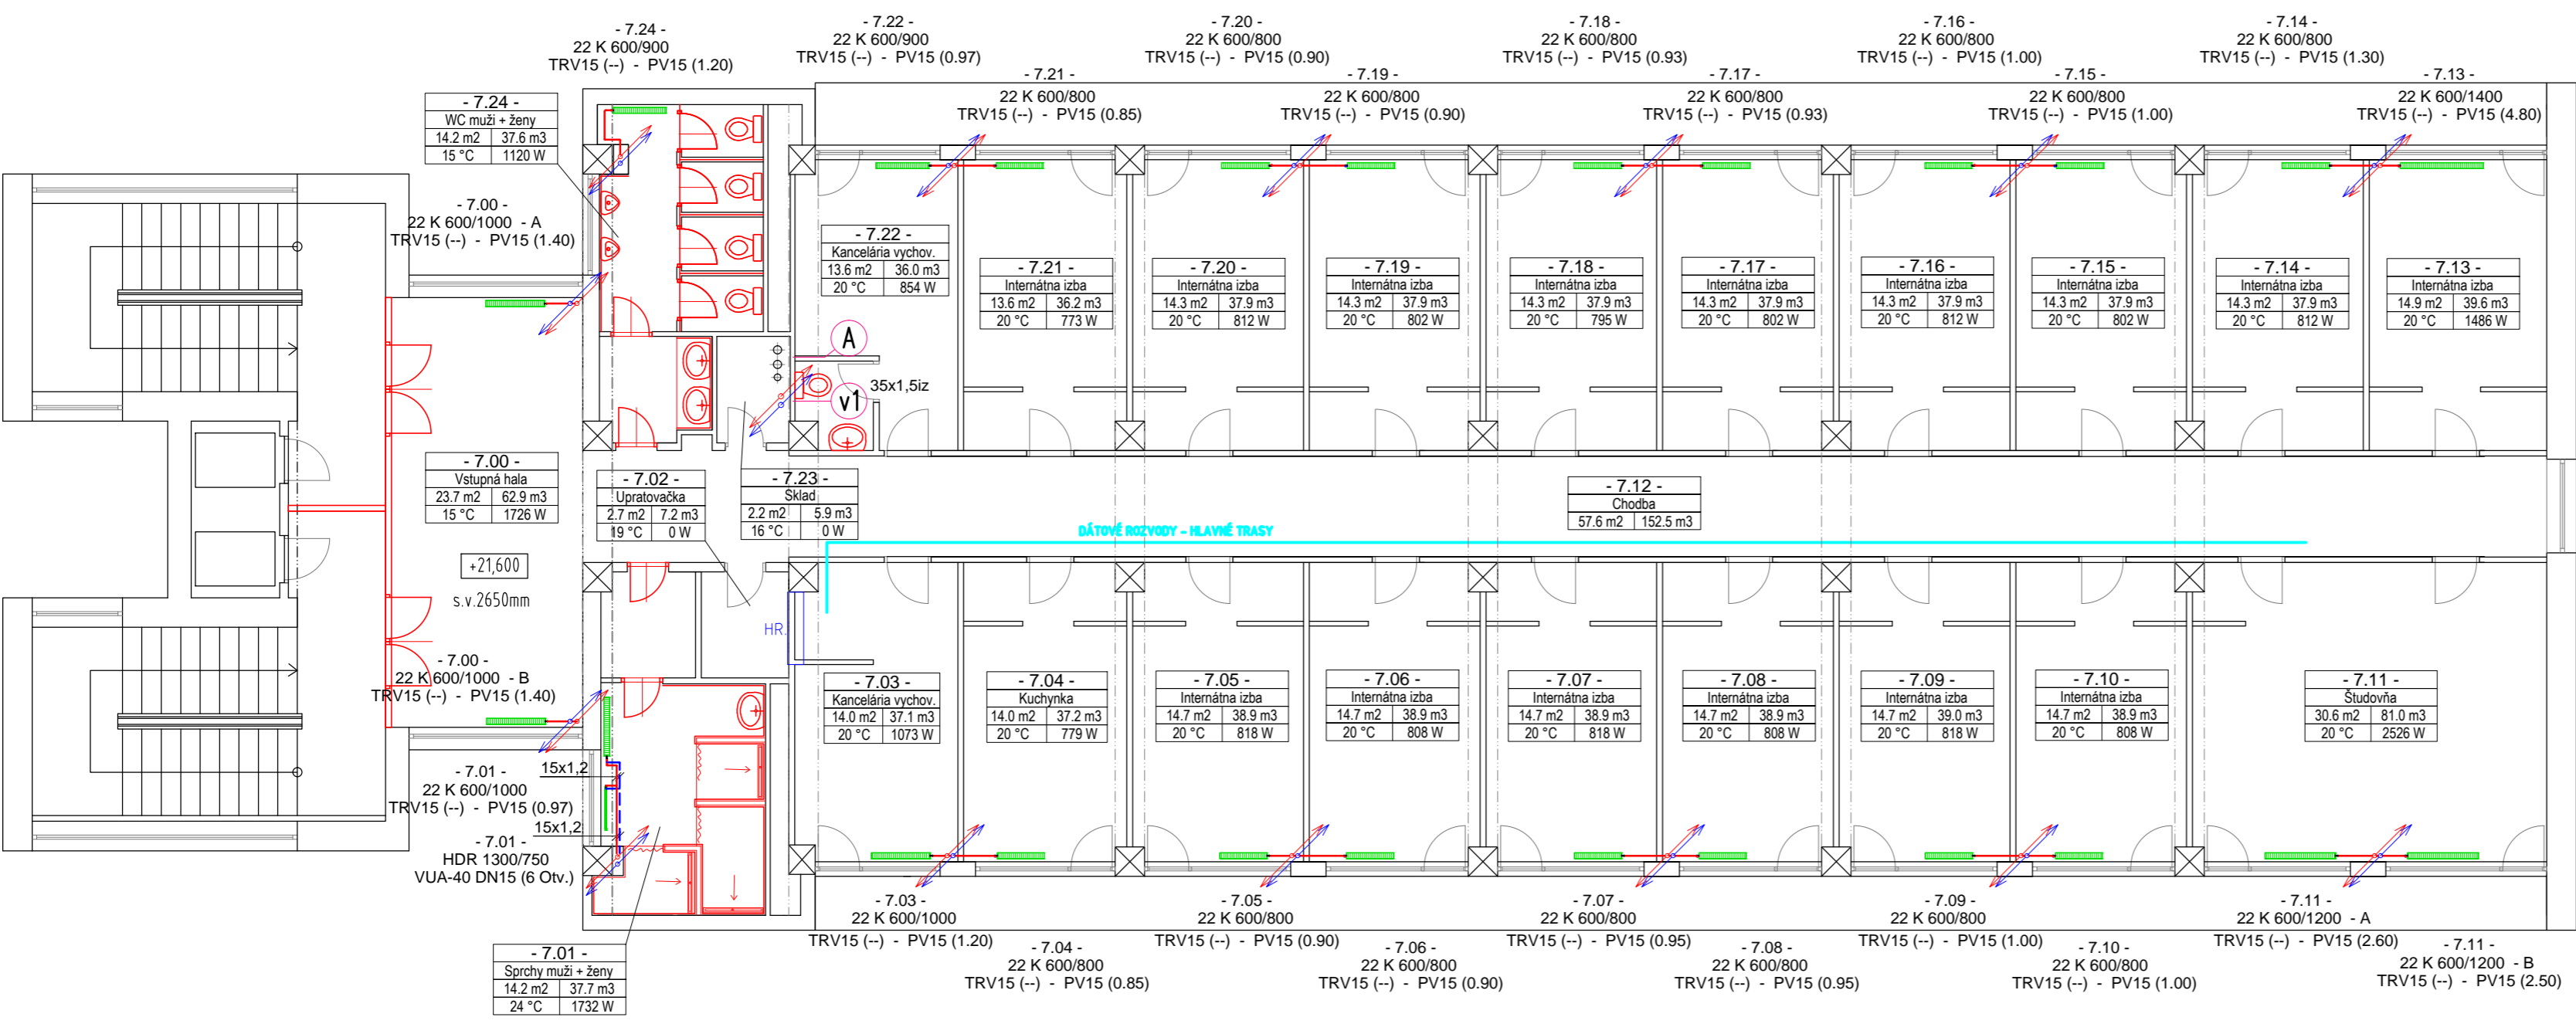 - 7.24 -
22 K 600/900
TRV15 (--) - PV15 (1.20)
- 7.22 -
22 K 600/900
TRV15 (--) - PV15 (0.97)
- 7.21 -
22 K 600/800
TRV15 (--) - PV15 (0.85)
- 7.20 -
22 K 600/800
TRV15 (--) - PV15 (0.90)
- 7.19 -
22 K 600/800
TRV15 (--) - PV15 (0.90)
- 7.18 -
22 K 600/800
TRV15 (--) - PV15 (0.93)
- 7.17 -
22 K 600/800
TRV15 (--) - PV15 (0.93)
- 7.16 -
22 K 600/800
TRV15 (--) - PV15 (1.00)
- 7.15 -
22 K 600/800
TRV15 (--) - PV15 (1.00)
- 7.14 -
22 K 600/800
TRV15 (--) - PV15 (1.30)
- 7.13 -
22 K 600/1400
TRV15 (--) - PV15 (4.80)
- 7.24 -
WC muži + ženy
14.2 m2 37.6 m3
15 °C 1120 W
- 7.00 -
22 K 600/1000 - A
TRV15 (--) - PV15 (1.40)
- 7.22 -
Kancelária vychov.
13.6 m2 36.0 m3
20 °C 854 W
- 7.21 -
Internátna izba
13.6 m2 36.2 m3
20 °C 773 W
- 7.20 -
Internátna izba
14.3 m2 37.9 m3
20 °C 812 W
- 7.19 -
Internátna izba
14.3 m2 37.9 m3
20 °C 802 W
- 7.18 -
Internátna izba
14.3 m2 37.9 m3
20 °C 795 W
- 7.17 -
Internátna izba
14.3 m2 37.9 m3
20 °C 802 W
- 7.16 -
Internátna izba
14.3 m2 37.9 m3
20 °C 812 W
- 7.15 -
Internátna izba
14.3 m2 37.9 m3
20 °C 802 W
- 7.14 -
Internátna izba
14.3 m2 37.9 m3
20 °C 812 W
- 7.13 -
Internátna izba
14.9 m2 39.6 m3
20 °C 1486 W
A
35x1,5iz
v1
- 7.00 -
Vstupná hala
23.7 m2 62.9 m3
15 °C 1726 W
- 7.02 -
Upratovačka
2.7 m2 7.2 m3
19 °C 0 W
- 7.23 -
Sklad
2.2 m2 5.9 m3
16 °C 0 W
- 7.12 -
Chodba
57.6 m2 152.5 m3
DÁTOVÉ ROZVODY - HLAVNÉ TRASY
+21,600
s.v.2650mm
HR.
- 7.00 -
22 K 600/1000 - B
TRV15 (--) - PV15 (1.40)
- 7.03 -
Kancelária vychov.
14.0 m2 37.1 m3
20 °C 1073 W
- 7.04 -
Kuchynka
14.0 m2 37.2 m3
20 °C 779 W
- 7.05 -
Internátna izba
14.7 m2 38.9 m3
20 °C 818 W
- 7.06 -
Internátna izba
14.7 m2 38.9 m3
20 °C 808 W
- 7.07 -
Internátna izba
14.7 m2 38.9 m3
20 °C 818 W
- 7.08 -
Internátna izba
14.7 m2 38.9 m3
20 °C 808 W
- 7.09 -
Internátna izba
14.7 m2 39.0 m3
20 °C 818 W
- 7.10 -
Internátna izba
14.7 m2 38.9 m3
20 °C 808 W
- 7.11 -
Študovňa
30.6 m2 81.0 m3
20 °C 2526 W
- 7.01 -
22 K 600/1000
TRV15 (--) - PV15 (0.97)
15x1,2
15x1,2
- 7.01 -
HDR 1300/750
VUA-40 DN15 (6 Otv.)
- 7.01 -
Sprchy muži + ženy
14.2 m2 37.7 m3
24 °C 1732 W
- 7.03 -
22 K 600/1000
TRV15 (--) - PV15 (1.20)
- 7.04 -
22 K 600/800
TRV15 (--) - PV15 (0.85)
- 7.05 -
22 K 600/800
TRV15 (--) - PV15 (0.90)
- 7.06 -
22 K 600/800
TRV15 (--) - PV15 (0.90)
- 7.07 -
22 K 600/800
TRV15 (--) - PV15 (0.95)
- 7.08 -
22 K 600/800
TRV15 (--) - PV15 (0.95)
- 7.09 -
22 K 600/800
TRV15 (--) - PV15 (1.00)
- 7.10 -
22 K 600/800
TRV15 (--) - PV15 (1.00)
- 7.11 -
22 K 600/1200 - A
TRV15 (--) - PV15 (2.60)
- 7.11 -
22 K 600/1200 - B
TRV15 (--) - PV15 (2.50)